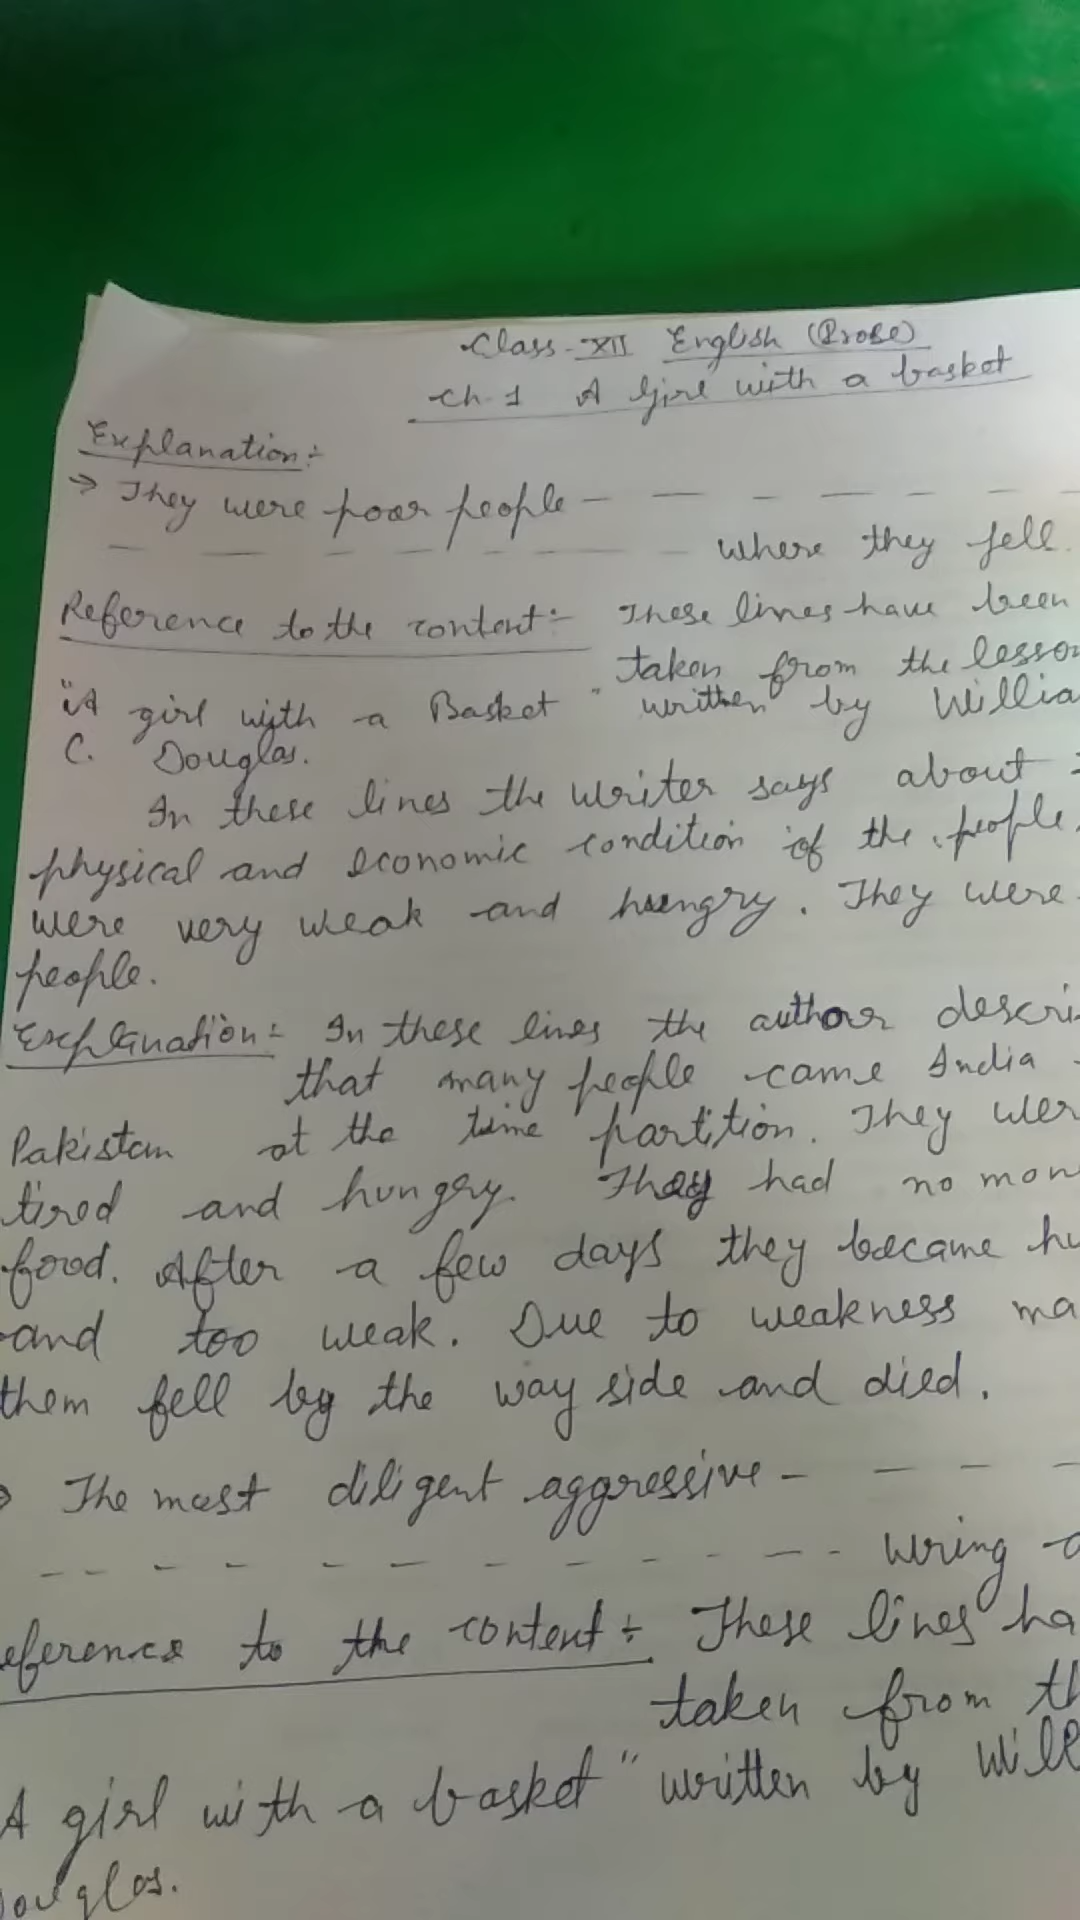 Class-XII English (Prose)
Ch-1 A Girl with a basket
Explanation:-
→ They were poor people - - - - - - -
- - - - - - - - where they fell.
Reference to the content:- These lines have been
taken from the lesson
"A girl with a Basket" written by Willia
C. Douglas.
In these lines the writer says about
physical and economic condition of the people.
were very weak and hungry. They were
people.
Explanation:- In these lines the author descri
that many people came India
Pakistan at the time partition. They wer
tired and hungry. They had no mon
food. After a few days they became hu
and too weak. Due to weakness ma
them fell by the way side and died.
The most diligent aggressive - - - -
- - - - - - - - - - - - wring a
eference to the content:- These lines ha
taken from th
A girl with a basket" written by Will
Douglas.